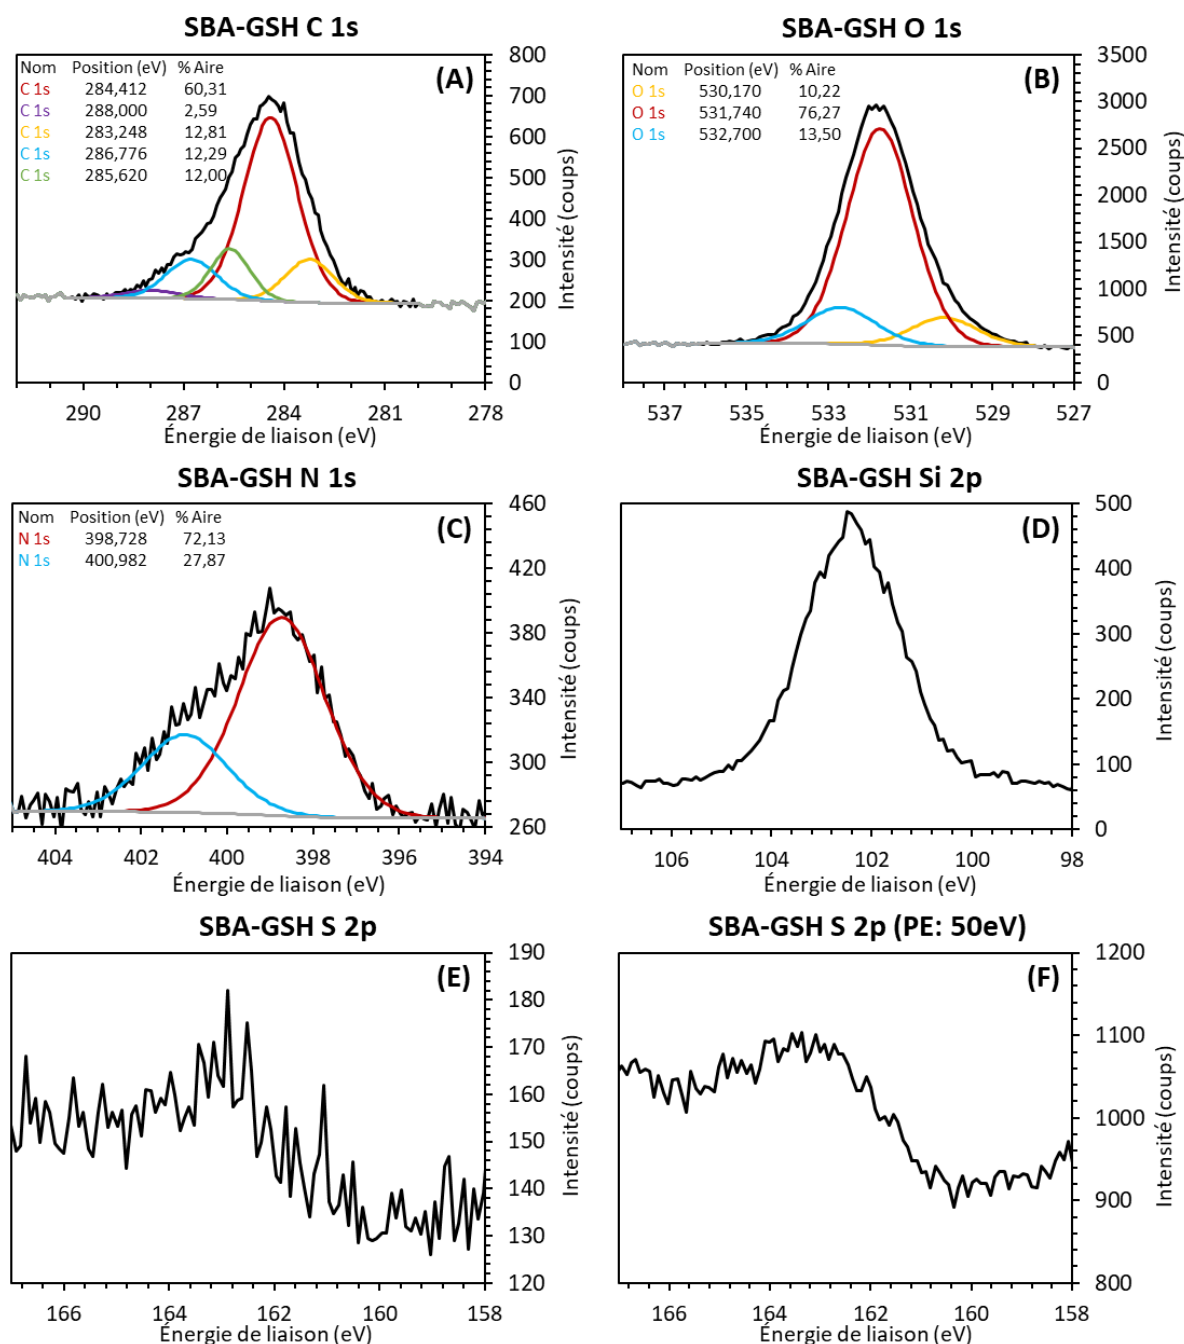 SBA-GSH C 1s
(A)
Nom Position (eV) % Aire
C 1s 284,412 60,31
C 1s 288,000 2,59
C 1s 283,248 12,81
C 1s 286,776 12,29
C 1s 285,620 12,00
800
700
600
500
400
300
200
100
0
Intensité (coups)
290 287 284 281 278
Énergie de liaison (eV)
SBA-GSH O 1s
(B)
Nom Position (eV) % Aire
O 1s 530,170 10,22
O 1s 531,740 76,27
O 1s 532,700 13,50
3500
3000
2500
2000
1500
1000
500
0
Intensité (coups)
537 535 533 531 529 527
Énergie de liaison (eV)
SBA-GSH N 1s
(C)
Nom Position (eV) % Aire
N 1s 398,728 72,13
N 1s 400,982 27,87
460
420
380
340
300
260
Intensité (coups)
404 402 400 398 396 394
Énergie de liaison (eV)
SBA-GSH Si 2p
(D)
500
400
300
200
100
0
Intensité (coups)
106 104 102 100 98
Énergie de liaison (eV)
SBA-GSH S 2p
(E)
190
180
170
160
150
140
130
120
Intensité (coups)
166 164 162 160 158
Énergie de liaison (eV)
SBA-GSH S 2p (PE: 50eV)
(F)
1200
1100
1000
900
800
Intensité (coups)
166 164 162 160 158
Énergie de liaison (eV)